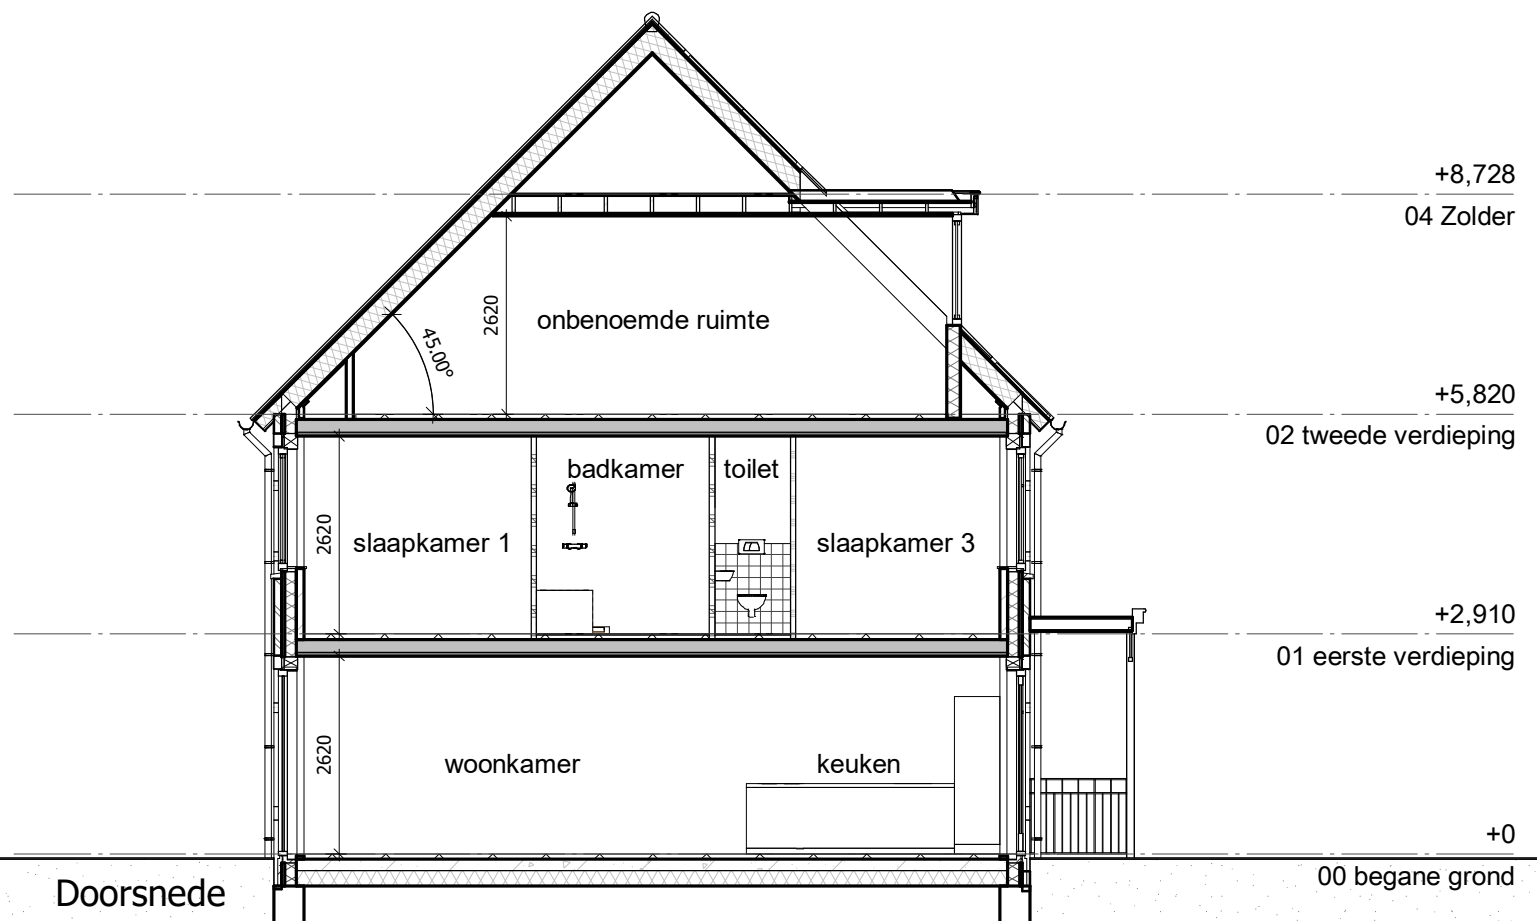 +8,728
04 Zolder
2620
onbenoemde ruimte
45.00°
+5,820
02 tweede verdieping
badkamer
toilet
2620
slaapkamer 1
slaapkamer 3
+2,910
01 eerste verdieping
2620
woonkamer
keuken
+0
00 begane grond
Doorsnede